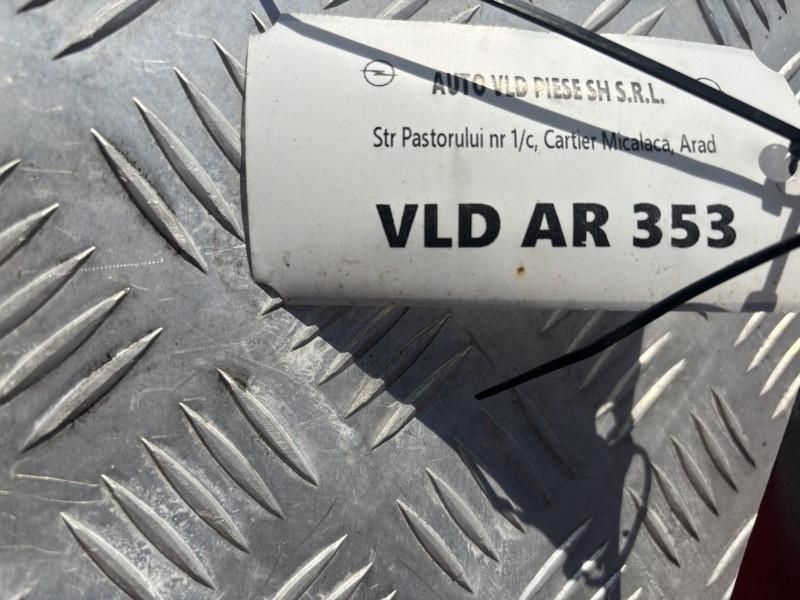 AUTO VLD PIESE SH S.R.L.
Str Pastorului nr 1/c, Cartier Micalaca, Arad
VLD AR 353